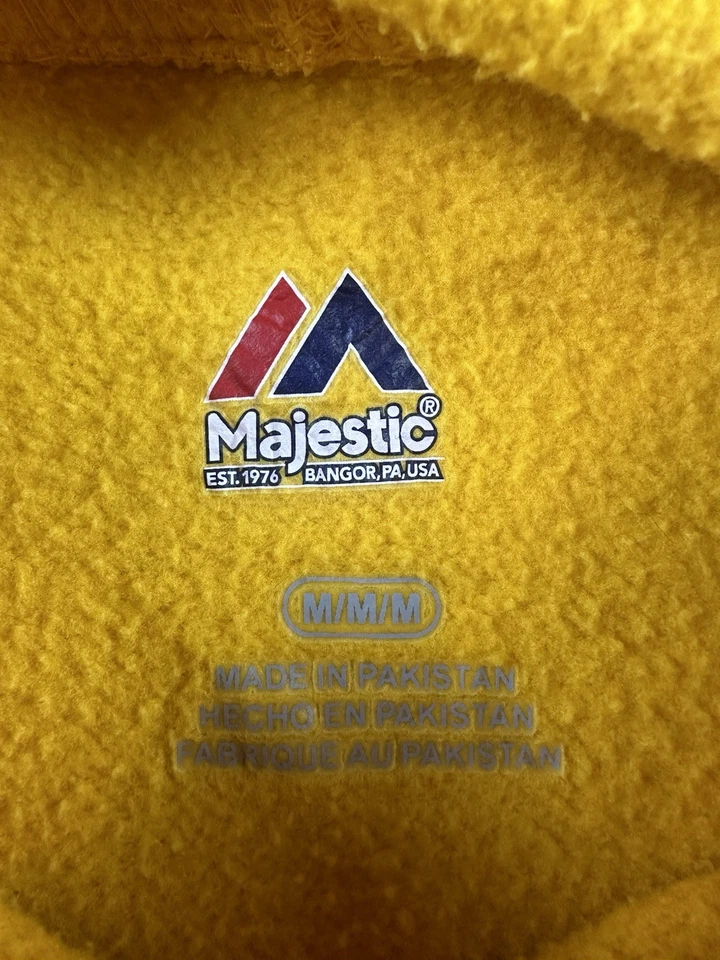 Majestic®
EST. 1976 BANGOR, PA, USA
M/M/M
MADE IN PAKISTAN
HECHO EN PAKISTAN
FABRIQUE AU PAKISTAN